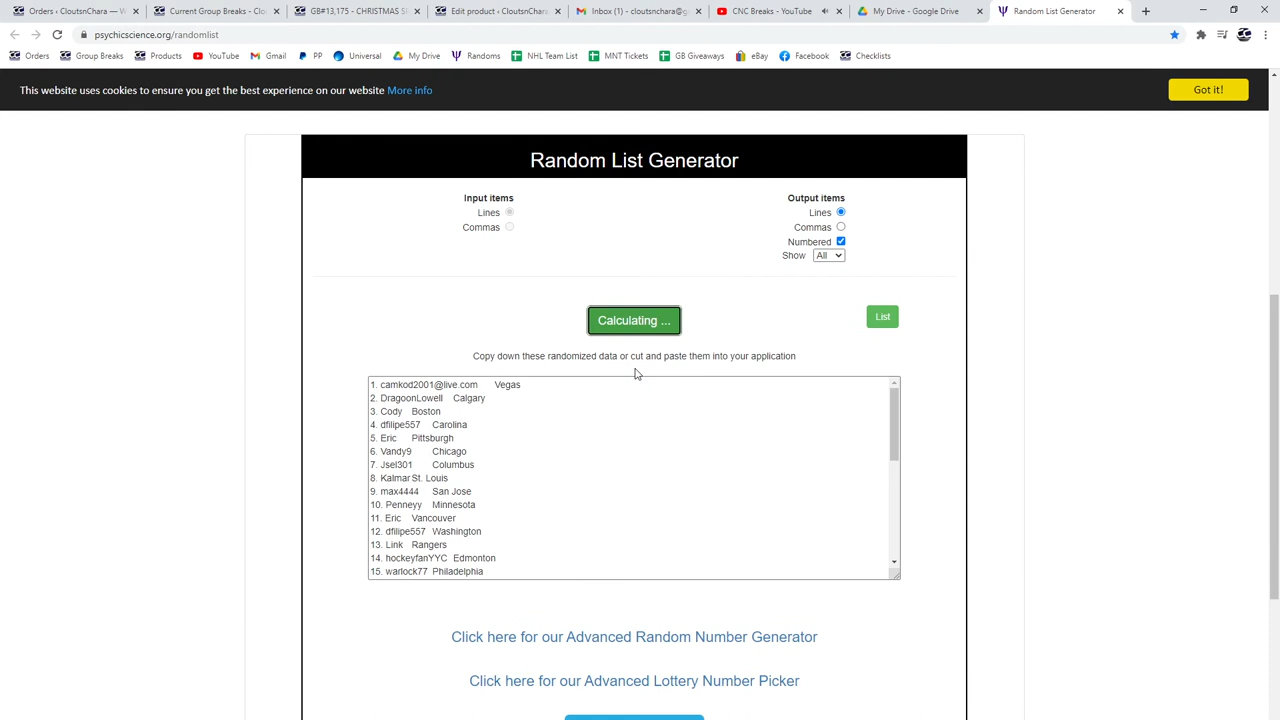 Orders ‹ CloutsnChara — W
Current Group Breaks - Clo
GB#13,175 - CHRISTMAS S
Edit product ‹ CloutsnChara
Inbox (1) - cloutsnchara@g
CNC Breaks - YouTube
My Drive - Google Drive
Random List Generator
psychicscience.org/randomlist
Orders
Group Breaks
Products
YouTube
Gmail
PP
Universal
My Drive
Randoms
NHL Team List
MNT Tickets
GB Giveaways
eBay
Facebook
Checklists
This website uses cookies to ensure you get the best experience on our website More info
Got it!
Random List Generator
Input items
Lines
Commas
Output items
Lines
Commas
Numbered
Show All
Calculating ...
List
Copy down these randomized data or cut and paste them into your application
1. camkod2001@live.com Vegas
2. DragoonLowell Calgary
3. Cody Boston
4. dfilipe557 Carolina
5. Eric Pittsburgh
6. Vandy9 Chicago
7. Jsel301 Columbus
8. Kalmar St. Louis
9. max4444 San Jose
10. Penneyy Minnesota
11. Eric Vancouver
12. dfilipe557 Washington
13. Link Rangers
14. hockeyfanYYC Edmonton
15. warlock77 Philadelphia
Click here for our Advanced Random Number Generator
Click here for our Advanced Lottery Number Picker